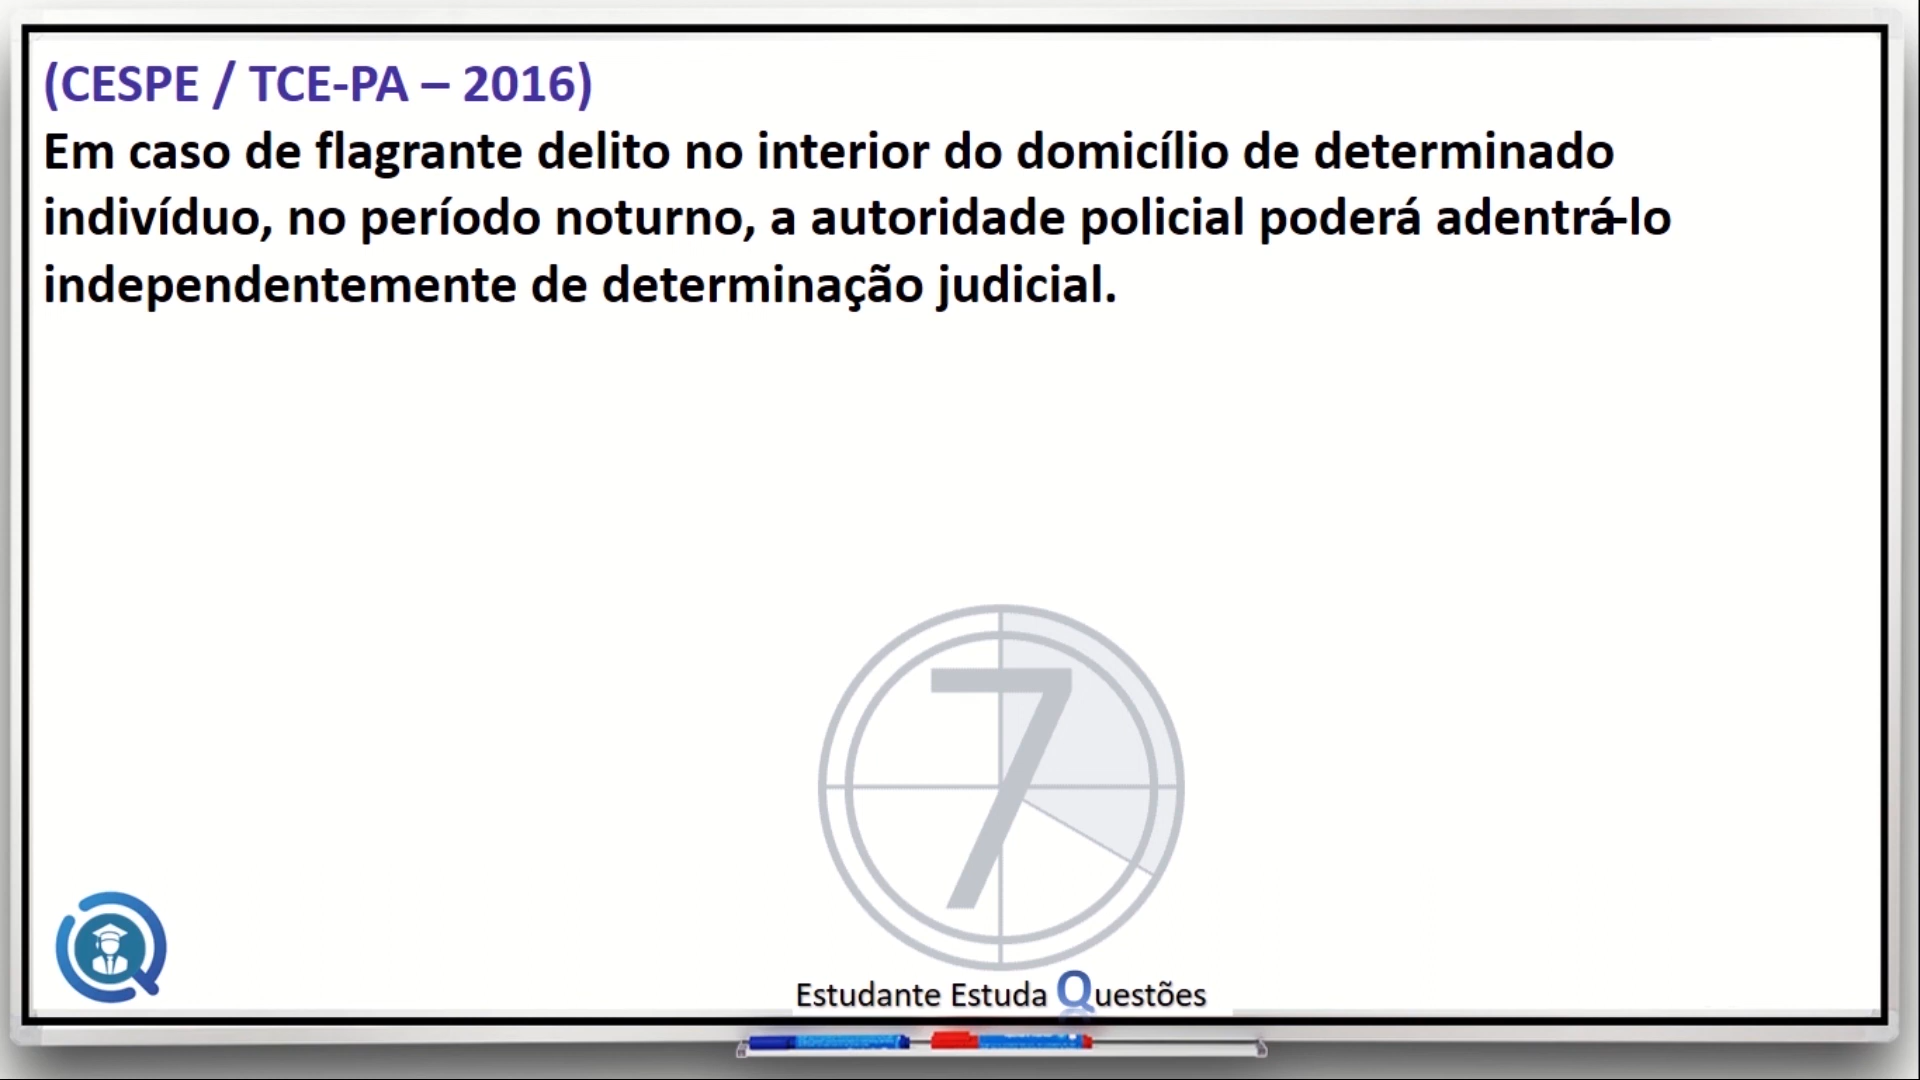 (CESPE / TCE-PA – 2016)
Em caso de flagrante delito no interior do domicílio de determinado
indivíduo, no período noturno, a autoridade policial poderá adentrá-lo
independentemente de determinação judicial.
7
Estudante Estuda Questões